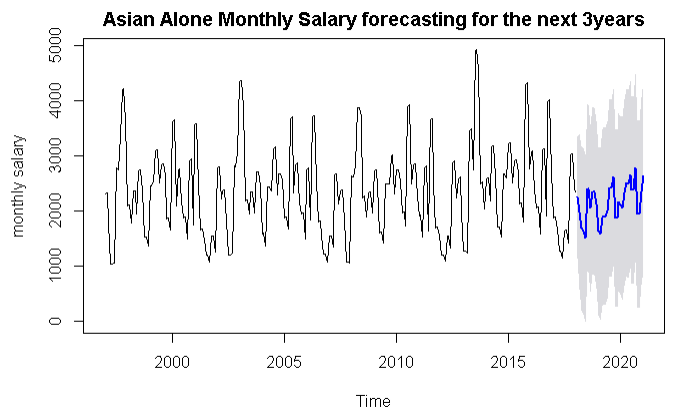 Asian Alone Monthly Salary forecasting for the next 3years
monthly salary
5000
4000
3000
2000
1000
0
2000 2005 2010 2015 2020
Time